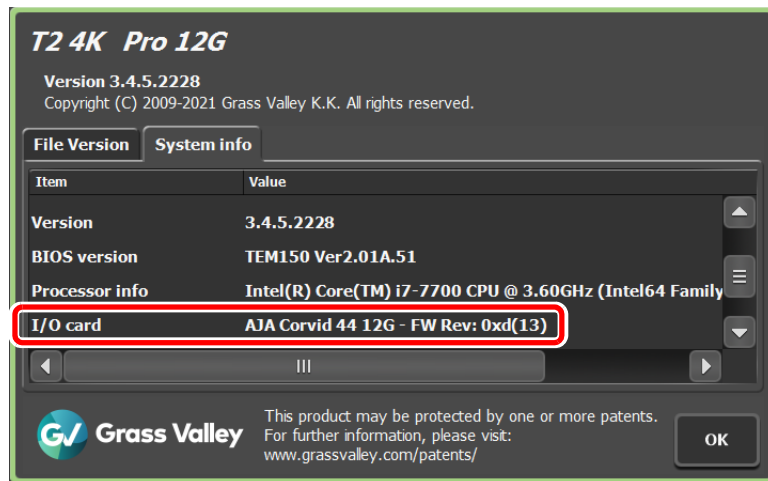 T2 4K Pro 12G
Version 3.4.5.2228
Copyright (C) 2009-2021 Grass Valley K.K. All rights reserved.
File Version System info
Item Value
Version 3.4.5.2228
BIOS version TEM150 Ver2.01A.51
Processor info Intel(R) Core(TM) i7-7700 CPU @ 3.60GHz (Intel64 Family
I/O card AJA Corvid 44 12G - FW Rev: 0xd(13)
GV Grass Valley
This product may be protected by one or more patents.
For further information, please visit:
www.grassvalley.com/patents/
OK